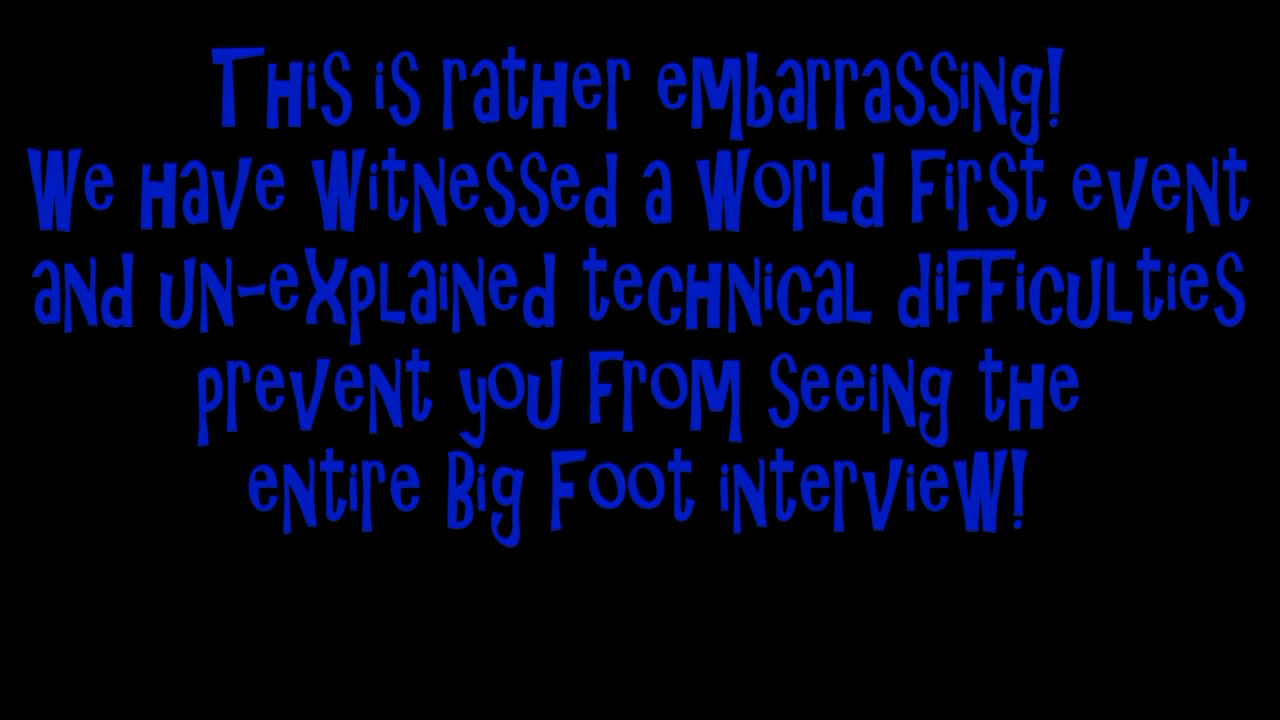 This is rather embarrassing!
We have witnessed a world first event
and un-explained technical difficulties
prevent you from seeing the
entire Big Foot interview!